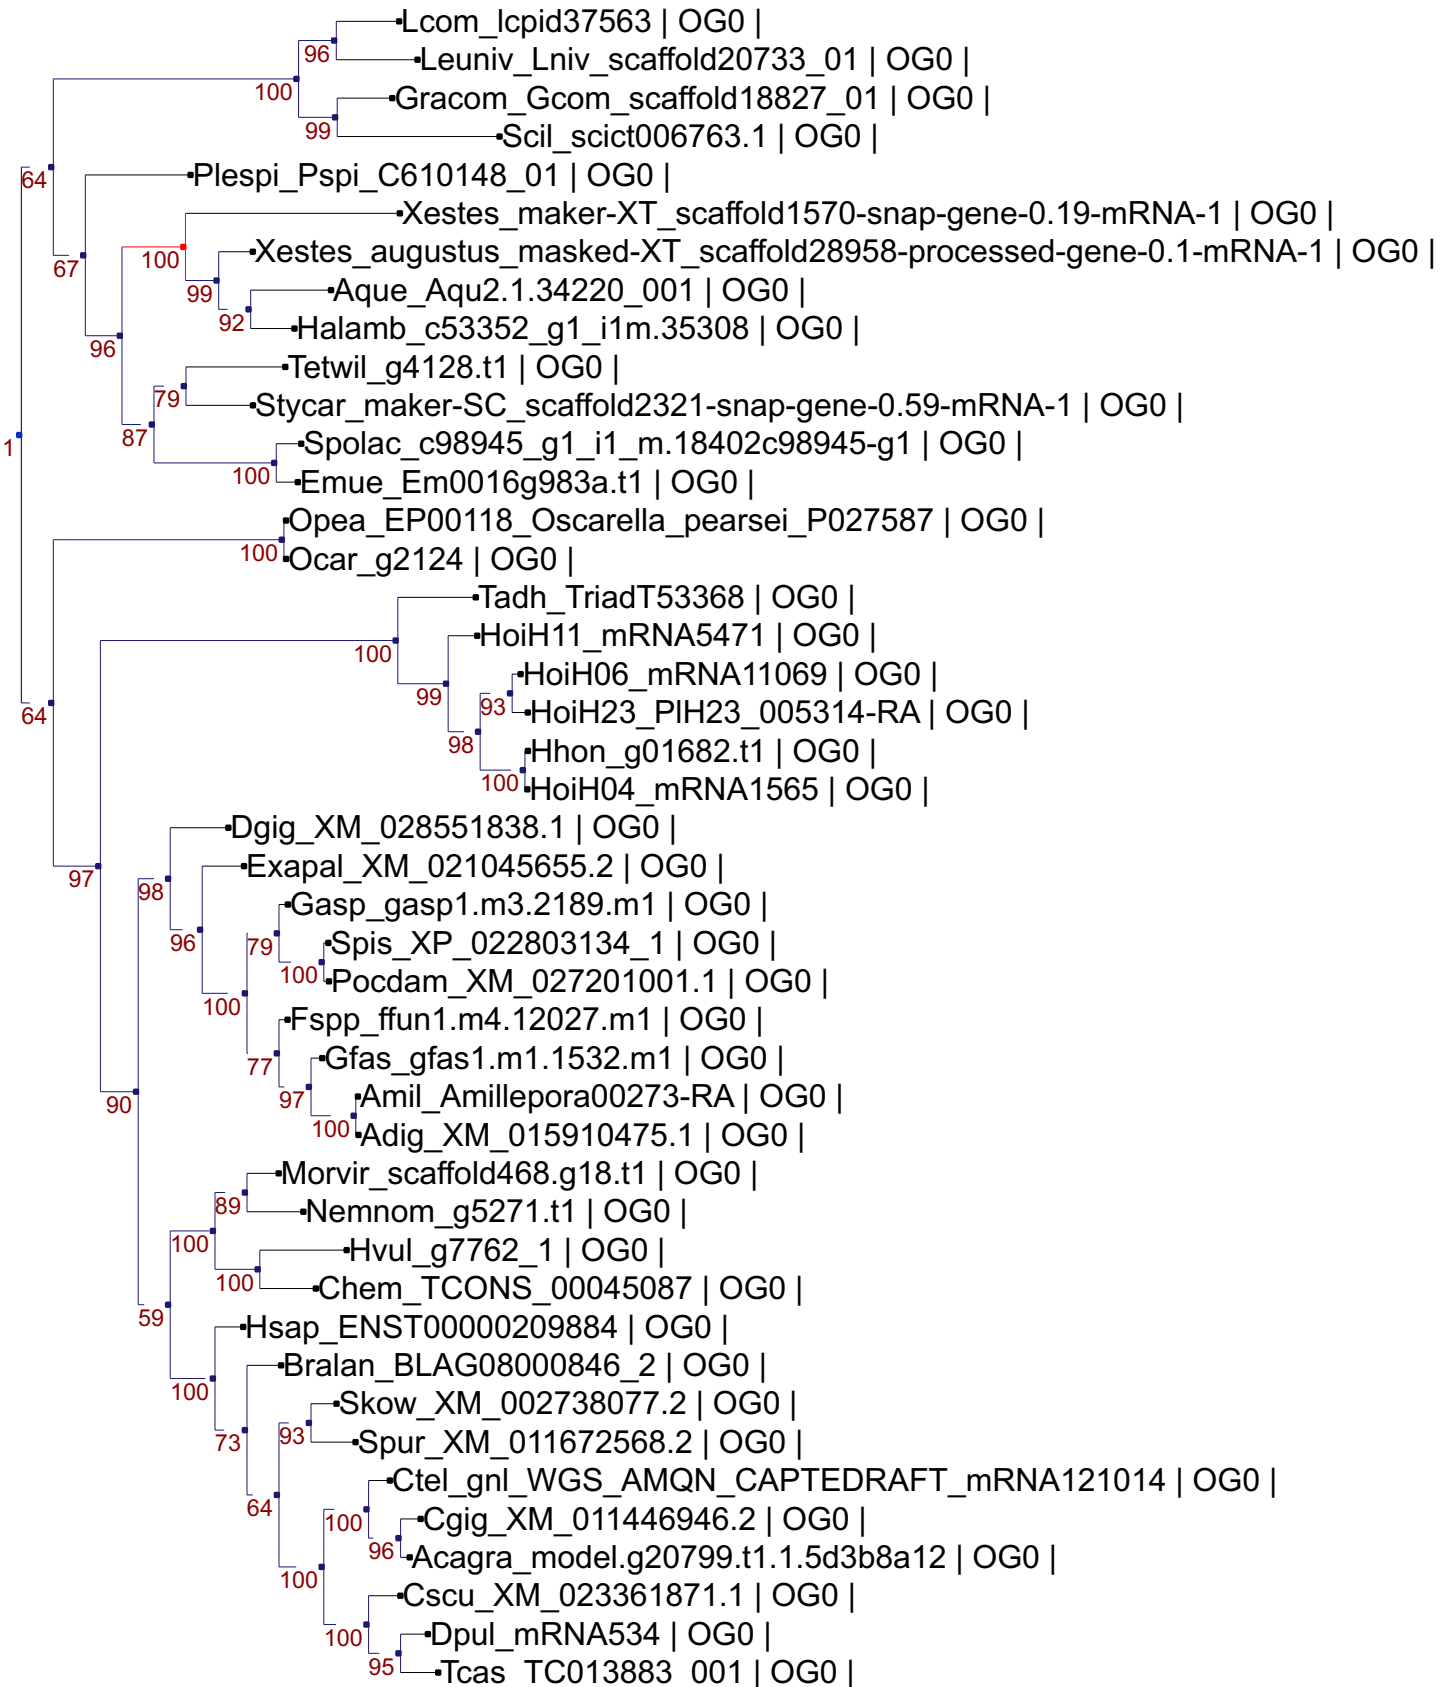 Lcom_lcpid37563 | OG0 |
96
Leuniv_Lniv_scaffold20733_01 | OG0 |
100
Gracom_Gcom_scaffold18827_01 | OG0 |
99
Scil_scict006763.1 | OG0 |
64
Plespi_Pspi_C610148_01 | OG0 |
Xestes_maker-XT_scaffold1570-snap-gene-0.19-mRNA-1 | OG0 |
67
100
Xestes_augustus_masked-XT_scaffold28958-processed-gene-0.1-mRNA-1 | OG0 |
99
Aque_Aqu2.1.34220_001 | OG0 |
92
Halamb_c53352_g1_i1m.35308 | OG0 |
96
Tetwil_g4128.t1 | OG0 |
79
Stycar_maker-SC_scaffold2321-snap-gene-0.59-mRNA-1 | OG0 |
87
1
Spolac_c98945_g1_i1_m.18402c98945-g1 | OG0 |
100
Emue_Em0016g983a.t1 | OG0 |
Opea_EP00118_Oscarella_pearsei_P027587 | OG0 |
100
Ocar_g2124 | OG0 |
Tadh_TriadT53368 | OG0 |
100
HoiH11_mRNA5471 | OG0 |
HoiH06_mRNA11069 | OG0 |
99
93
64
HoiH23_PlH23_005314-RA | OG0 |
98
Hhon_g01682.t1 | OG0 |
100
HoiH04_mRNA1565 | OG0 |
Dgig_XM_028551838.1 | OG0 |
Exapal_XM_021045655.2 | OG0 |
97
98
Gasp_gasp1.m3.2189.m1 | OG0 |
96
79
Spis_XP_022803134_1 | OG0 |
100
Pocdam_XM_027201001.1 | OG0 |
100
Fspp_ffun1.m4.12027.m1 | OG0 |
77
Gfas_gfas1.m1.1532.m1 | OG0 |
97
90
Amil_Amillepora00273-RA | OG0 |
100
Adig_XM_015910475.1 | OG0 |
Morvir_scaffold468.g18.t1 | OG0 |
89
Nemnom_g5271.t1 | OG0 |
100
Hvul_g7762_1 | OG0 |
100
Chem_TCONS_00045087 | OG0 |
59
Hsap_ENST00000209884 | OG0 |
Bralan_BLAG08000846_2 | OG0 |
100
Skow_XM_002738077.2 | OG0 |
93
73
Spur_XM_011672568.2 | OG0 |
Ctel_gnl_WGS_AMQN_CAPTEDRAFT_mRNA121014 | OG0 |
64
100
Cgig_XM_011446946.2 | OG0 |
96
Acagra_model.g20799.t1.1.5d3b8a12 | OG0 |
100
Cscu_XM_023361871.1 | OG0 |
100
Dpul_mRNA534 | OG0 |
95
Tcas_TC013883_001 | OG0 |